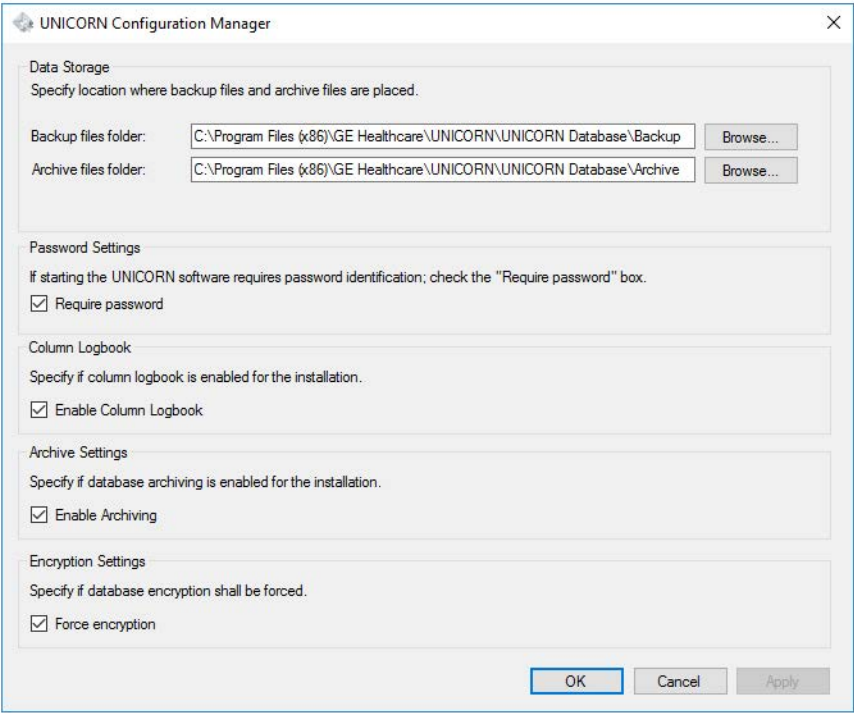 UNICORN Configuration Manager
Data Storage
Specify location where backup files and archive files are placed.
Backup files folder: C:\Program Files (x86)\GE Healthcare\UNICORN\UNICORN Database\Backup Browse...
Archive files folder: C:\Program Files (x86)\GE Healthcare\UNICORN\UNICORN Database\Archive Browse...
Password Settings
If starting the UNICORN software requires password identification; check the "Require password" box.
Require password
Column Logbook
Specify if column logbook is enabled for the installation.
Enable Column Logbook
Archive Settings
Specify if database archiving is enabled for the installation.
Enable Archiving
Encryption Settings
Specify if database encryption shall be forced.
Force encryption
OK Cancel Apply